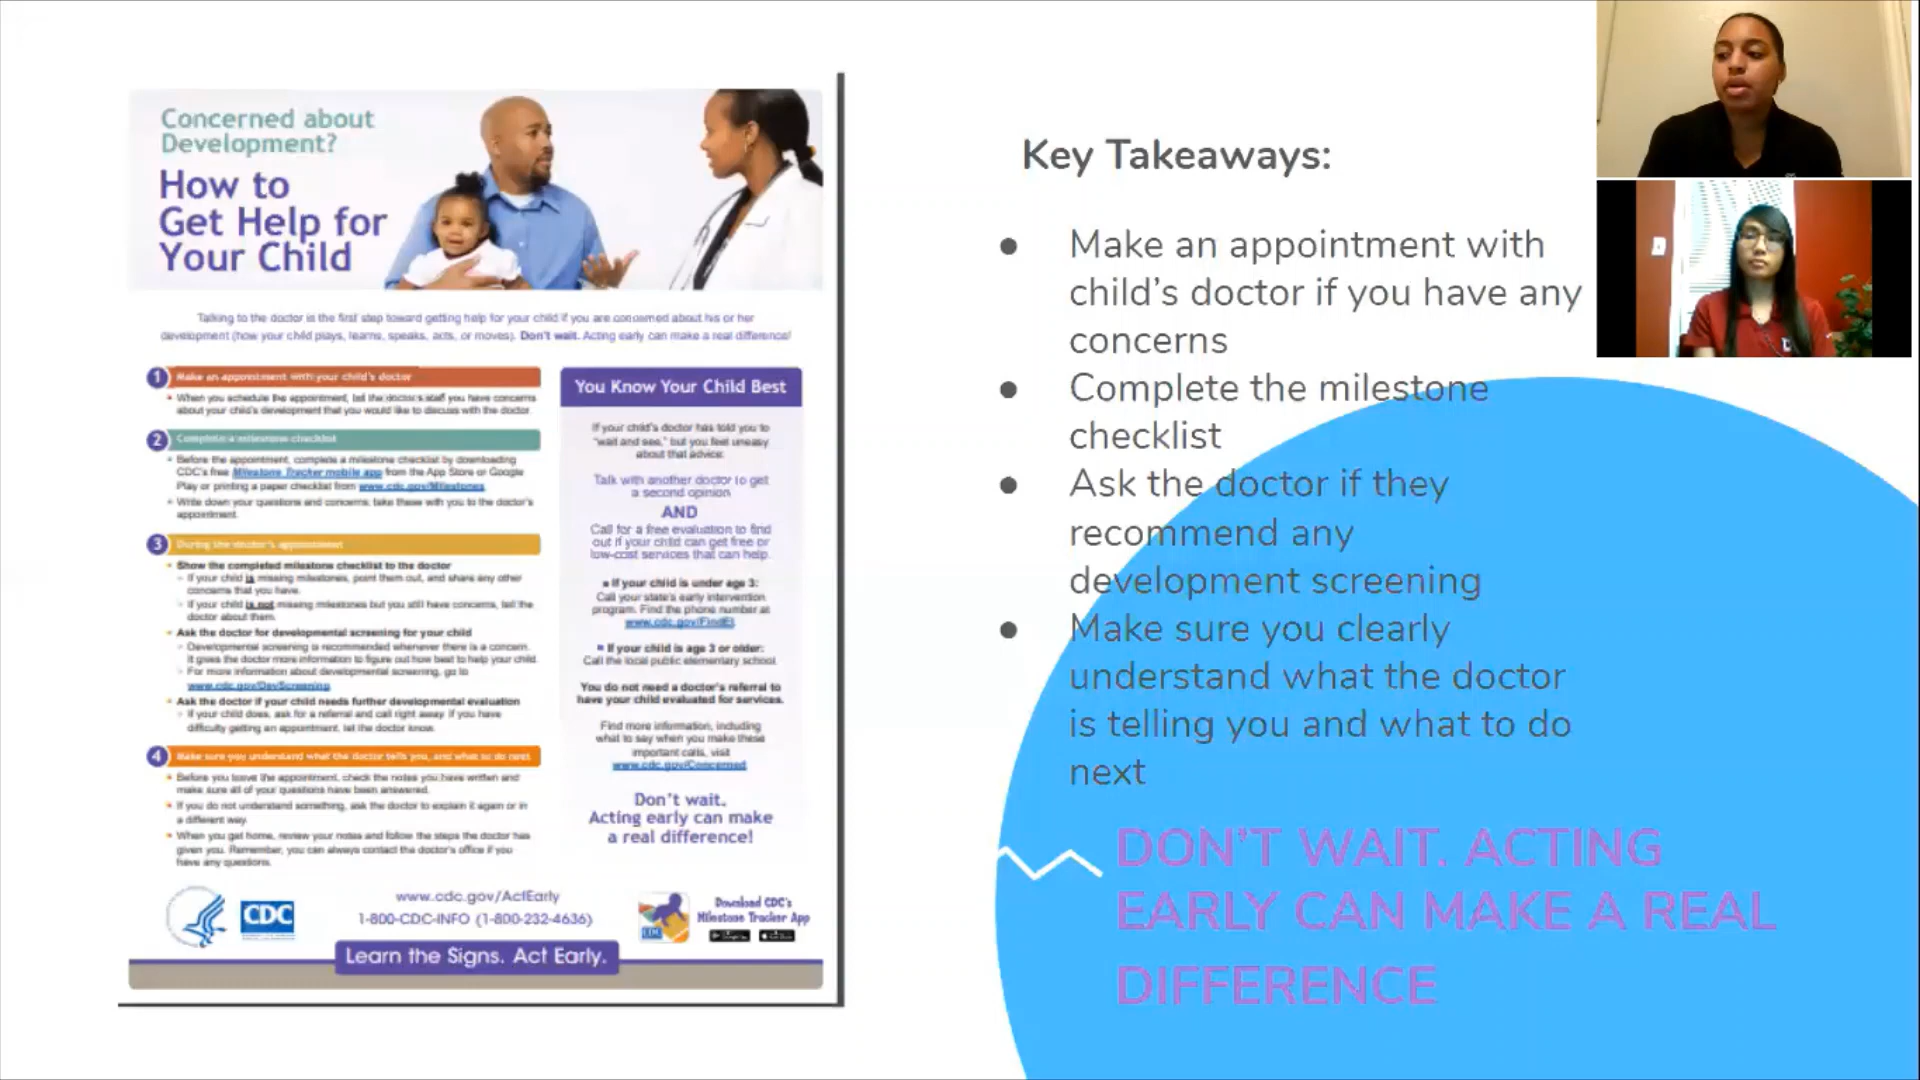 Concerned about
Development?
How to
Get Help for
Your Child
Talking to the doctor is the first step toward getting help for your child if you are concerned about his or her
development (how your child plays, learns, speaks, acts, or moves). Don't wait. Acting early can make a real difference!
1 Make an appointment with your child's doctor
When you schedule the appointment, tell the doctor's staff you have concerns
about your child's development that you would like to discuss with the doctor.
2 Complete a milestone checklist
Before the appointment, complete a milestone checklist by downloading
CDC's free Milestone Tracker mobile app from the App Store or Google
Play or printing a paper checklist from www.cdc.gov/Milestones.
Write down your questions and concerns; take these with you to the doctor's
appointment.
3 During the doctor's appointment
Show the completed milestone checklist to the doctor
If your child is missing milestones, point them out, and share any other
concerns that you have.
If your child is not missing milestones but you still have concerns, tell the
doctor about them.
Ask the doctor for developmental screening for your child
Developmental screening is recommended whenever there is a concern.
It gives the doctor more information to figure out how best to help your child.
For more information about developmental screening, go to
www.cdc.gov/DevScreening
Ask the doctor if your child needs further developmental evaluation
If your child does, ask for a referral and call right away. If you have
difficulty getting an appointment, let the doctor know.
4 Make sure you understand what the doctor tells you, and what to do next
Before you leave the appointment, check the notes you have written and
make sure all of your questions have been answered.
If you do not understand something, ask the doctor to explain it again or in
a different way.
When you get home, review your notes and follow the steps the doctor has
given you. Remember, you can always contact the doctor's office if you
have any questions.
You Know Your Child Best
If your child's doctor has told you to
"wait and see," but you feel uneasy
about that advice:
Talk with another doctor to get
a second opinion
AND
Call for a free evaluation to find
out if your child can get free or
low-cost services that can help.
If your child is under age 3:
Call your state's early intervention
program. Find the phone number at
www.cdc.gov/FindEI.
If your child is age 3 or older:
Call the local public elementary school.
You do not need a doctor's referral to
have your child evaluated for services.
Find more information, including
what to say when you make these
important calls, visit
www.cdc.gov/Concerned
Don't wait.
Acting early can make
a real difference!
CDC
www.cdc.gov/ActEarly
1-800-CDC-INFO (1-800-232-4636)
Download CDC's
Milestone Tracker App
Learn the Signs. Act Early.
Key Takeaways:
● Make an appointment with
child's doctor if you have any
concerns
● Complete the milestone
checklist
● Ask the doctor if they
recommend any
development screening
● Make sure you clearly
understand what the doctor
is telling you and what to do
next
DON'T WAIT. ACTING
EARLY CAN MAKE A REAL
DIFFERENCE